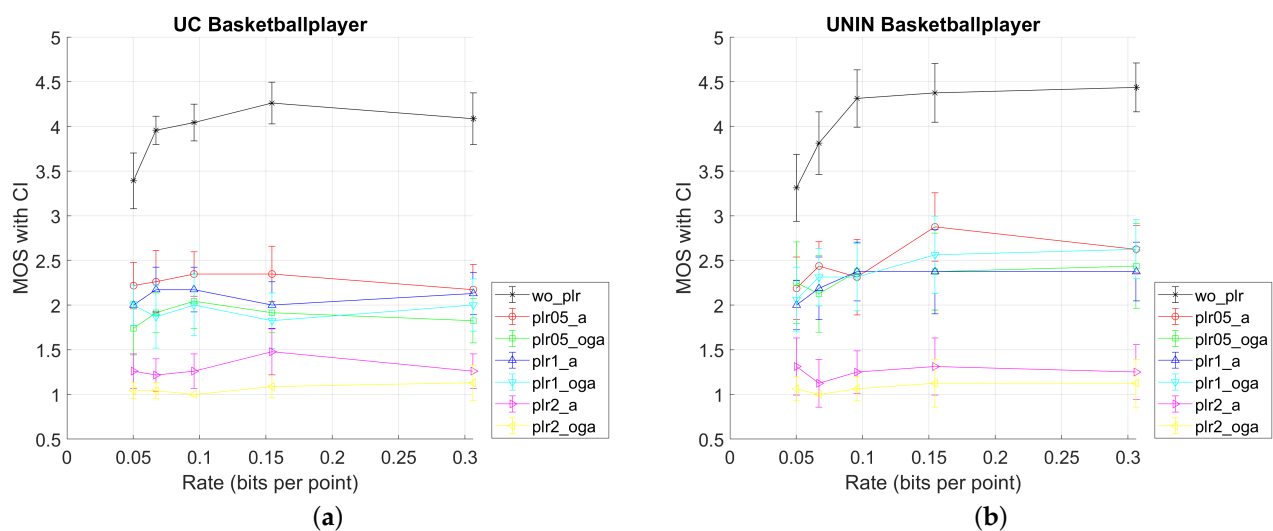 UC Basketballplayer
5
4.5
4
3.5
3
2.5
2
1.5
1
0.5
MOS with CI
0 0.05 0.1 0.15 0.2 0.25 0.3
Rate (bits per point)
wo_plr
plr05_a
plr05_oga
plr1_a
plr1_oga
plr2_a
plr2_oga
(a)
UNIN Basketballplayer
5
4.5
4
3.5
3
2.5
2
1.5
1
0.5
MOS with CI
0 0.05 0.1 0.15 0.2 0.25 0.3
Rate (bits per point)
wo_plr
plr05_a
plr05_oga
plr1_a
plr1_oga
plr2_a
plr2_oga
(b)